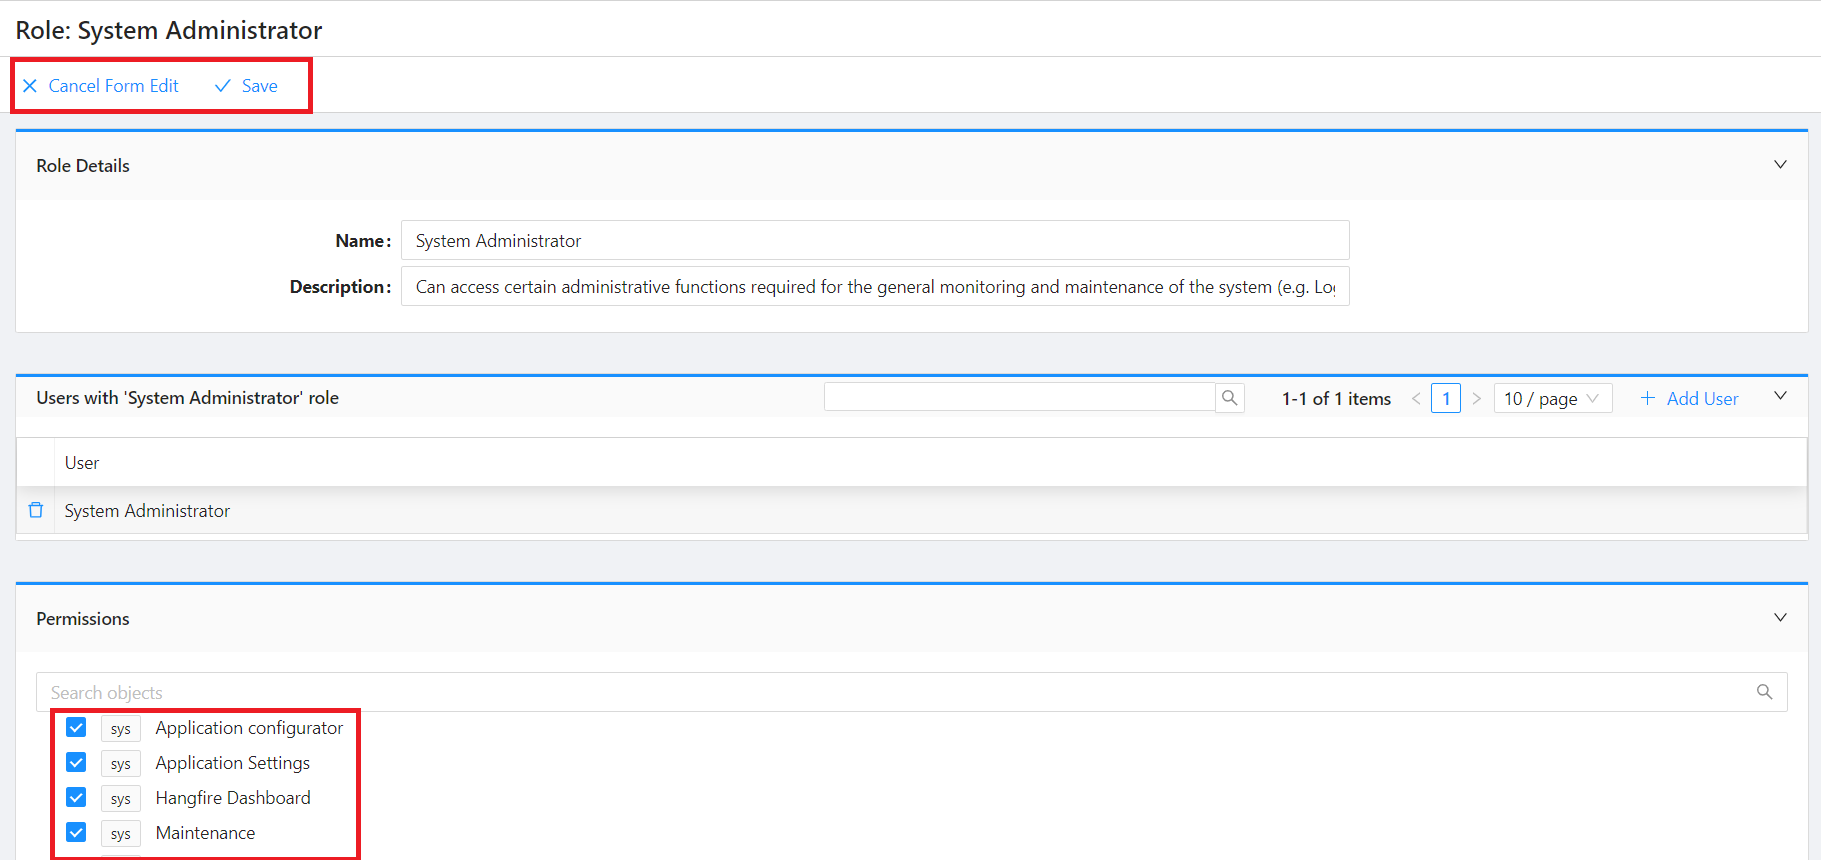 Role: System Administrator
Cancel Form Edit Save
Role Details
Name: System Administrator
Description: Can access certain administrative functions required for the general monitoring and maintenance of the system (e.g. Log
Users with 'System Administrator' role 1-1 of 1 items < 1 > 10 / page + Add User
User
System Administrator
Permissions
Search objects
sys Application configurator
sys Application Settings
sys Hangfire Dashboard
sys Maintenance